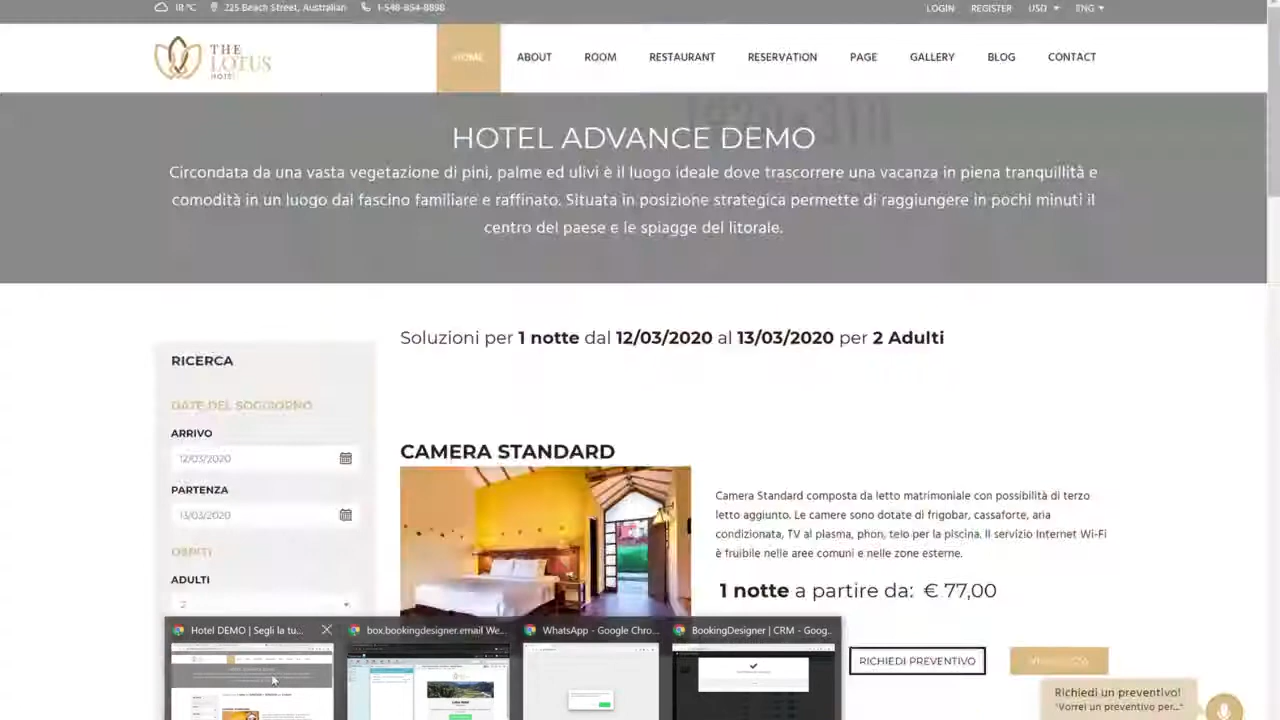 18 °C 225 Beach Street, Australian 1-548-854-8898
LOGIN REGISTER USD ENG
THE LOTUS HOTEL
HOME ABOUT ROOM RESTAURANT RESERVATION PAGE GALLERY BLOG CONTACT
HOTEL ADVANCE DEMO
Circondata da una vasta vegetazione di pini, palme ed ulivi è il luogo ideale dove trascorrere una vacanza in piena tranquillità e
comodità in un luogo dal fascino familiare e raffinato. Situata in posizione strategica permette di raggiungere in pochi minuti il
centro del paese e le spiagge del litorale.
Soluzioni per 1 notte dal 12/03/2020 al 13/03/2020 per 2 Adulti
RICERCA
DATE DEL SOGGIORNO
ARRIVO
12/03/2020
PARTENZA
13/03/2020
OSPITI
ADULTI
2
CAMERA STANDARD
Camera Standard composta da letto matrimoniale con possibilità di terzo
letto aggiunto. Le camere sono dotate di frigobar, cassaforte, aria
condizionata, TV al plasma, phon, telo per la piscina. Il servizio Internet Wi-Fi
è fruibile nelle aree comuni e nelle zone esterne.
1 notte a partire da: € 77,00
RICHIEDI PREVENTIVO
Richiedi un preventivo!
"Vorrei un preventivo per..."
Hotel DEMO | Segli la tu...
box.bookingdesigner.email We...
WhatsApp - Google Chro...
BookingDesigner | CRM - Goog...